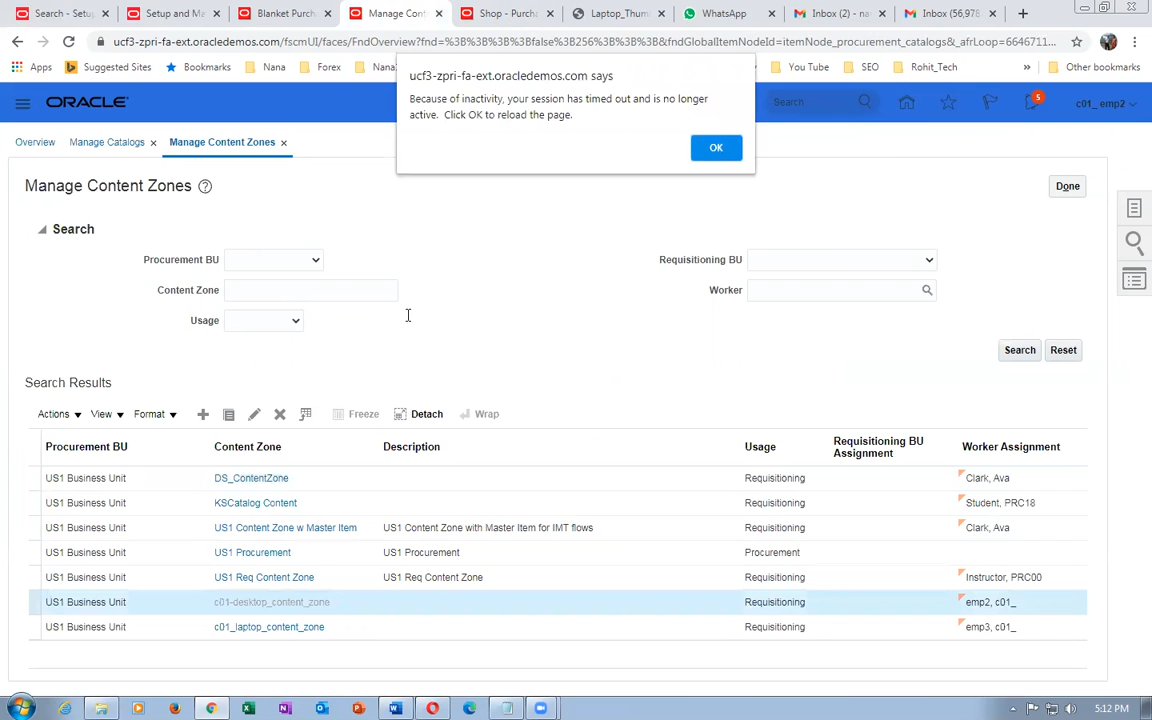 Search - Setu
Setup and Ma
Blanket Purch
Manage Cont
Shop - Purcha
Laptop_Thum
WhatsApp
Inbox (2) - na
Inbox (56,978
ucf3-zpri-fa-ext.oracledemos.com/fscmUI/faces/FndOverview?fnd=%3B%3B%3B%3Bfalse%3B256%3B%3B%3B&fndGlobalItemNodeId=itemNode_procurement_catalogs&_afrLoop=6646711...
Apps Suggested Sites Bookmarks Nana Forex Nana You Tube SEO Rohit_Tech » Other bookmarks
ucf3-zpri-fa-ext.oracledemos.com says
Because of inactivity, your session has timed out and is no longer
active. Click OK to reload the page.
OK
ORACLE Search 5 c01_ emp2
Overview Manage Catalogs Manage Content Zones
Manage Content Zones Done
Search
Procurement BU Requisitioning BU
Content Zone Worker
Usage
Search Reset
Search Results
Actions View Format Freeze Detach Wrap
Procurement BU Content Zone Description Usage Requisitioning BU Assignment Worker Assignment
US1 Business Unit DS_ContentZone Requisitioning Clark, Ava
US1 Business Unit KSCatalog Content Requisitioning Student, PRC18
US1 Business Unit US1 Content Zone w Master Item US1 Content Zone with Master Item for IMT flows Requisitioning Clark, Ava
US1 Business Unit US1 Procurement US1 Procurement Procurement
US1 Business Unit US1 Req Content Zone US1 Req Content Zone Requisitioning Instructor, PRC00
US1 Business Unit c01-desktop_content_zone Requisitioning emp2, c01_
US1 Business Unit c01_laptop_content_zone Requisitioning emp3, c01_
5:12 PM